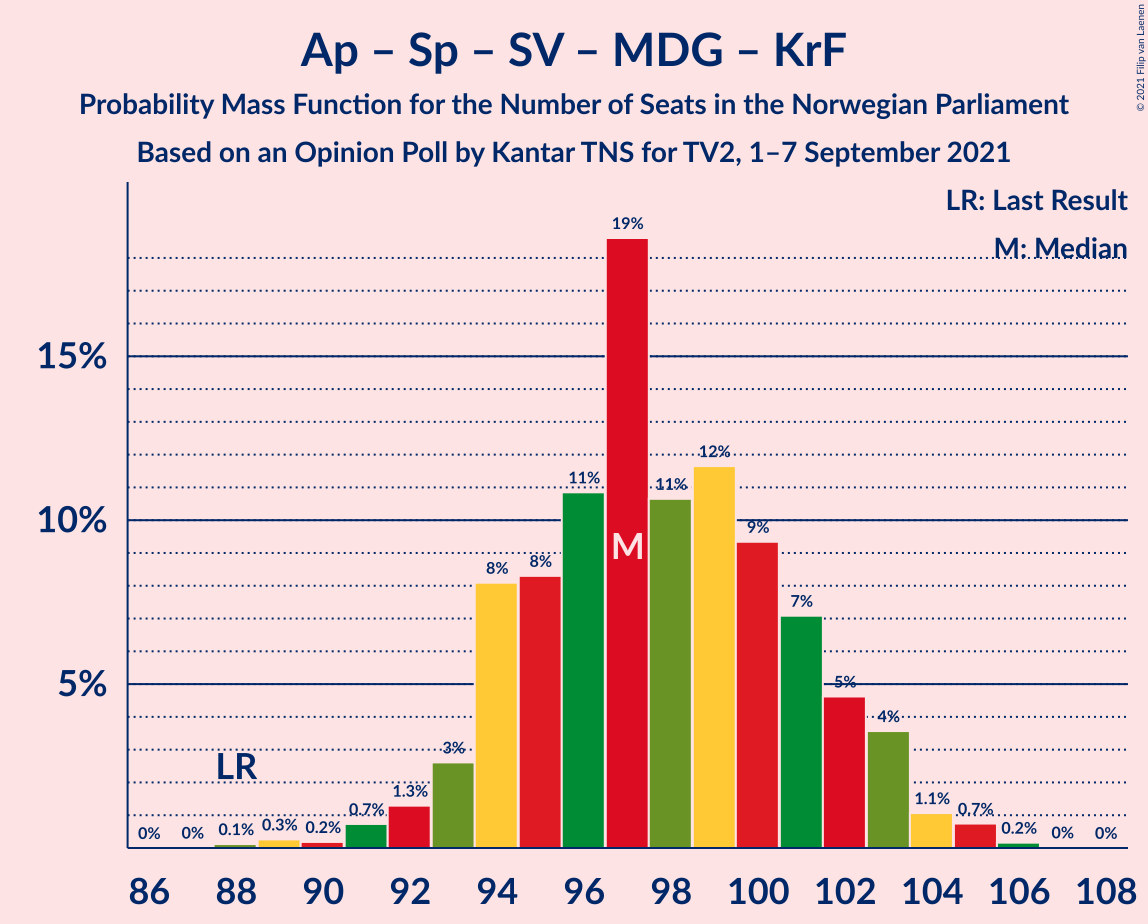 Ap – Sp – SV – MDG – KrF
Probability Mass Function for the Number of Seats in the Norwegian Parliament
Based on an Opinion Poll by Kantar TNS for TV2, 1–7 September 2021
© 2021 Filip van Laenen
LR: Last Result
M: Median
15%
10%
5%
0%
0%
0.1%
0.3%
0.2%
0.7%
1.3%
3%
8%
8%
11%
19%
11%
12%
9%
7%
5%
4%
1.1%
0.7%
0.2%
0%
0%
LR
M
86 88 90 92 94 96 98 100 102 104 106 108